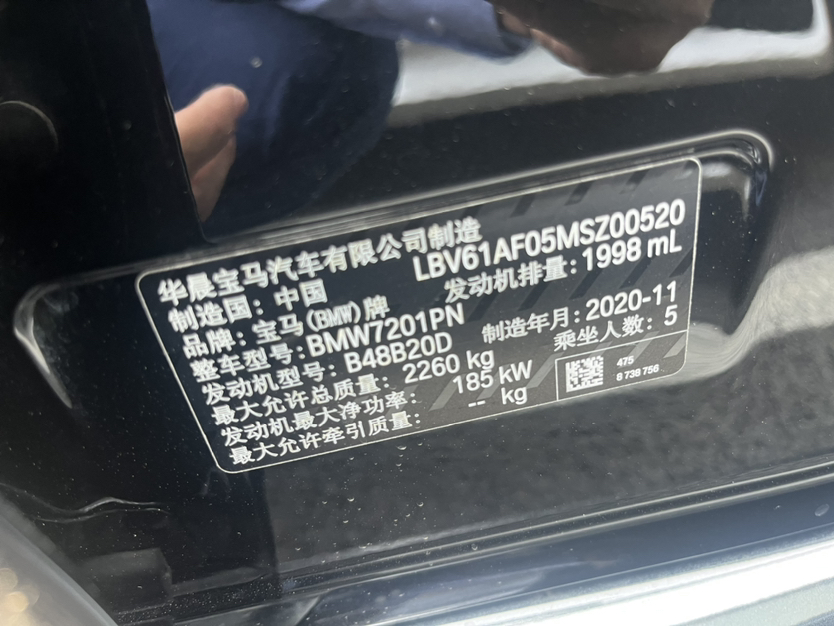 华晨宝马汽车有限公司制造
LBV61AF05MSZ00520
制造国：中国
发动机排量：1998 mL
品牌：宝马(BMW)牌
整车型号：BMW7201PN
制造年月：2020-11
发动机型号：B48B20D
乘坐人数：5
最大允许总质量：2260 kg
发动机最大净功率：185 kW
最大允许牵引质量：-- kg
475
8 738 756